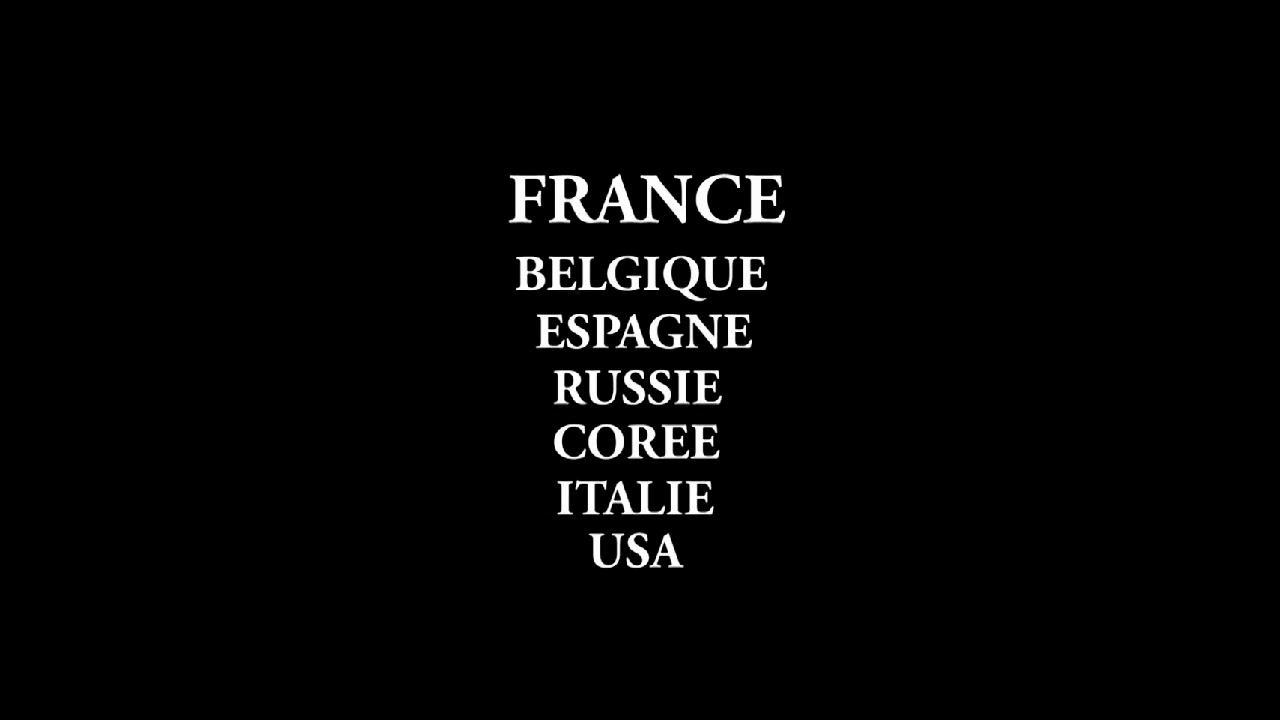 FRANCE
BELGIQUE
ESPAGNE
RUSSIE
COREE
ITALIE
USA